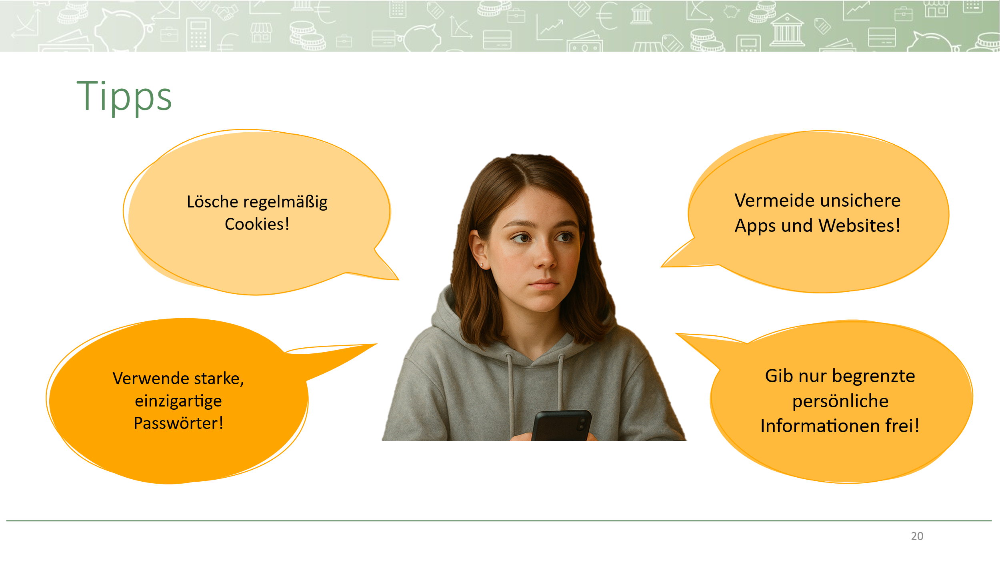 Tipps
Lösche regelmäßig
Cookies!
Vermeide unsichere
Apps und Websites!
Verwende starke,
einzigartige
Passwörter!
Gib nur begrenzte
persönliche
Informationen frei!
20